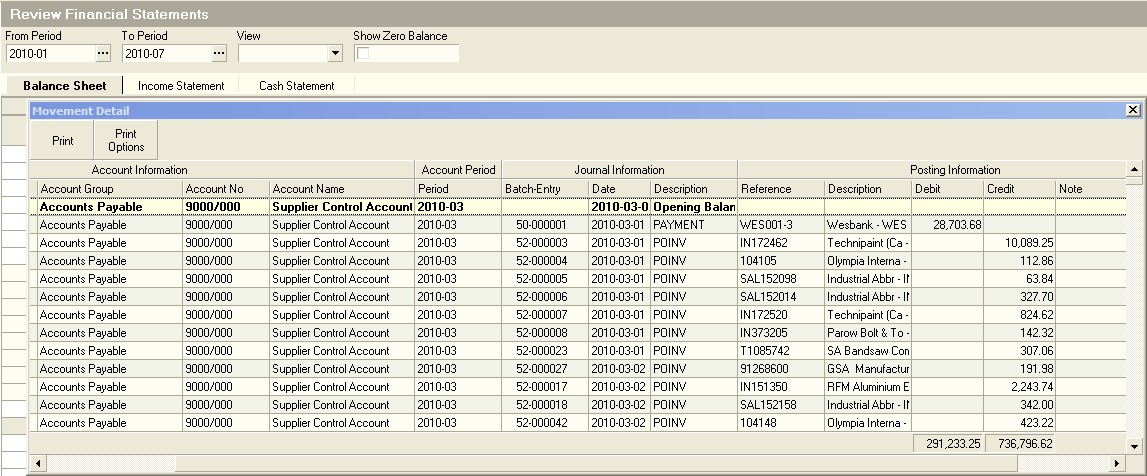 Review Financial Statements
From Period To Period View Show Zero Balance
2010-01 ... 2010-07 ...
Balance Sheet Income Statement Cash Statement
Movement Detail
Print Print Options
Account Information Account Period Journal Information Posting Information
Account Group Account No Account Name Period Batch-Entry Date Description Reference Description Debit Credit Note
Accounts Payable 9000/000 Supplier Control Account 2010-03 2010-03-0 Opening Balan
Accounts Payable 9000/000 Supplier Control Account 2010-03 50-000001 2010-03-01 PAYMENT WES001-3 Wesbank - WES 28,703.68
Accounts Payable 9000/000 Supplier Control Account 2010-03 52-000003 2010-03-01 POINV IN172462 Technipaint (Ca - 10,089.25
Accounts Payable 9000/000 Supplier Control Account 2010-03 52-000004 2010-03-01 POINV 104105 Olympia Interna - 112.86
Accounts Payable 9000/000 Supplier Control Account 2010-03 52-000005 2010-03-01 POINV SAL152098 Industrial Abbr - IN 63.84
Accounts Payable 9000/000 Supplier Control Account 2010-03 52-000006 2010-03-01 POINV SAL152014 Industrial Abbr - IN 327.70
Accounts Payable 9000/000 Supplier Control Account 2010-03 52-000007 2010-03-01 POINV IN172520 Technipaint (Ca - 824.62
Accounts Payable 9000/000 Supplier Control Account 2010-03 52-000008 2010-03-01 POINV IN373205 Parow Bolt & To - 142.32
Accounts Payable 9000/000 Supplier Control Account 2010-03 52-000023 2010-03-01 POINV T1085742 SA Bandsaw Con 307.06
Accounts Payable 9000/000 Supplier Control Account 2010-03 52-000027 2010-03-02 POINV 91268600 GSA Manufactur 191.98
Accounts Payable 9000/000 Supplier Control Account 2010-03 52-000017 2010-03-02 POINV IN151350 RFM Aluminium E 2,243.74
Accounts Payable 9000/000 Supplier Control Account 2010-03 52-000018 2010-03-02 POINV SAL152158 Industrial Abbr - IN 342.00
Accounts Payable 9000/000 Supplier Control Account 2010-03 52-000042 2010-03-02 POINV 104148 Olympia Interna - 423.22
291,233.25 736,796.62